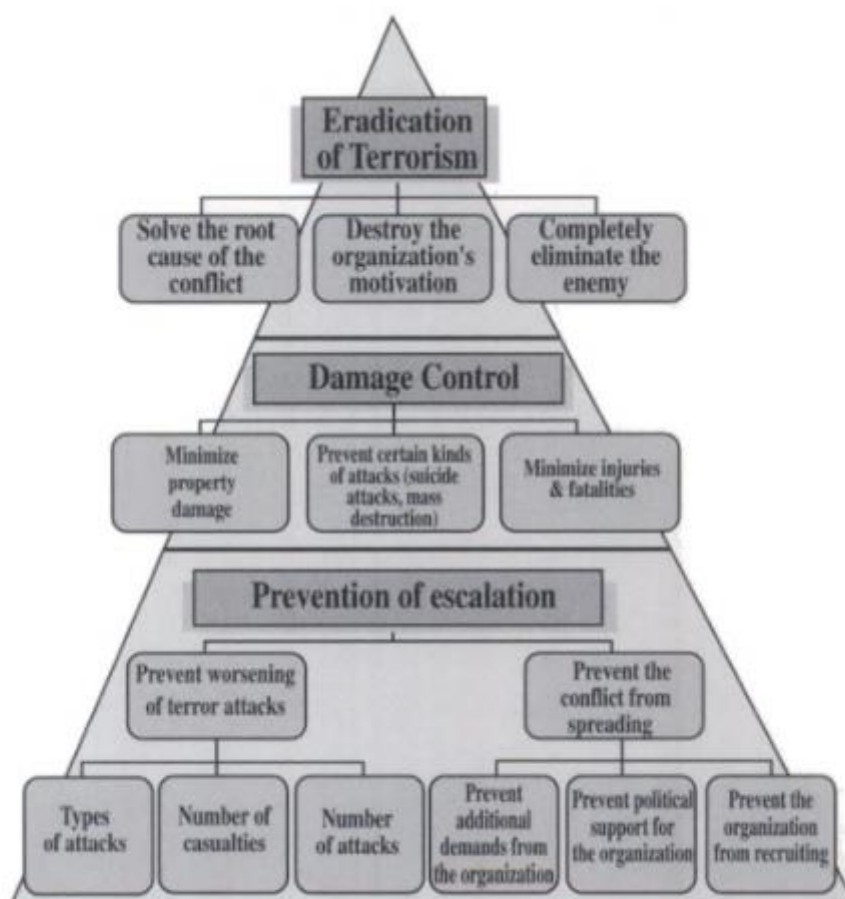 Eradication
of Terrorism
Solve the root
cause of the
conflict
Destroy the
organization's
motivation
Completely
eliminate the
enemy
Damage Control
Minimize
property
damage
Prevent certain kinds
of attacks (suicide
attacks, mass
destruction)
Minimize injuries
& fatalities
Prevention of escalation
Prevent worsening
of terror attacks
Prevent the
conflict from
spreading
Types
of attacks
Number of
casualties
Number
of attacks
Prevent
additional
demands from
the organization
Prevent political
support for
the organization
Prevent the
organization
from recruiting